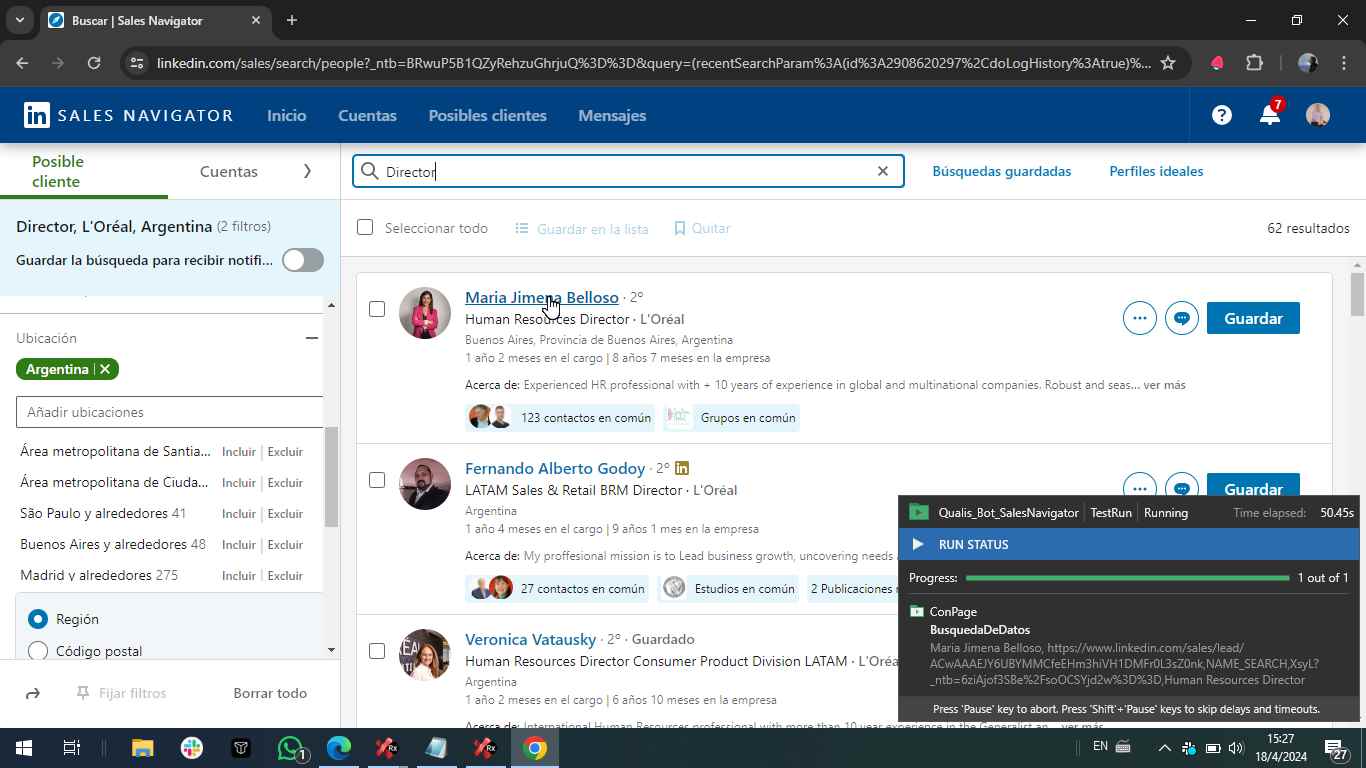 Buscar | Sales Navigator
linkedin.com/sales/search/people?_ntb=BRwuP5B1QZyRehzuGhrjuQ%3D%3D&query=(recentSearchParam%3A(id%3A2908620297%2CdoLogHistory%3Atrue)%...
in SALES NAVIGATOR
Inicio
Cuentas
Posibles clientes
Mensajes
7
Posible cliente
Cuentas
Director
Búsquedas guardadas
Perfiles ideales
Director, L'Oréal, Argentina (2 filtros)
Guardar la búsqueda para recibir notifi...
Seleccionar todo
Guardar en la lista
Quitar
62 resultados
Ubicación
Argentina
Añadir ubicaciones
Área metropolitana de Santia... Incluir | Excluir
Área metropolitana de Ciuda... Incluir | Excluir
São Paulo y alrededores 41 Incluir | Excluir
Buenos Aires y alrededores 48 Incluir | Excluir
Madrid y alrededores 275 Incluir | Excluir
Región
Código postal
Fijar filtros
Borrar todo
Maria Jimena Belloso · 2º
Human Resources Director · L'Oréal
Buenos Aires, Provincia de Buenos Aires, Argentina
1 año 2 meses en el cargo | 8 años 7 meses en la empresa
Acerca de: Experienced HR professional with + 10 years of experience in global and multinational companies. Robust and seas... ver más
123 contactos en común
Grupos en común
Guardar
Fernando Alberto Godoy · 2º in
LATAM Sales & Retail BRM Director · L'Oréal
Argentina
1 año 4 meses en el cargo | 9 años 1 mes en la empresa
Acerca de: My proffesional mission is to Lead business growth, uncovering needs
27 contactos en común
Estudios en común
2 Publicaciones
Guardar
Veronica Vatausky · 2º · Guardado
Human Resources Director Consumer Product Division LATAM · L'Oréa
Argentina
1 año 2 meses en el cargo | 6 años 10 meses en la empresa
Acerca de: International Human Resources professional with more than 10 year experience in the Generalist an... ver más
Qualis_Bot_SalesNavigator | TestRun | Running
Time elapsed: 50.45s
RUN STATUS
Progress:
1 out of 1
ConPage
BusquedaDeDatos
Maria Jimena Belloso, https://www.linkedin.com/sales/lead/
ACwAAAEJY6UBYMMCfeEHm3hiVH1DMFr0L3sZ0nk,NAME_SEARCH,XsyL?
_ntb=6ziAjof3SBe%2FsoOCSYjd2w%3D%3D,Human Resources Director
Press 'Pause' key to abort. Press 'Shift'+'Pause' keys to skip delays and timeouts.
1
Rx
Rx
EN
15:27
18/4/2024
27